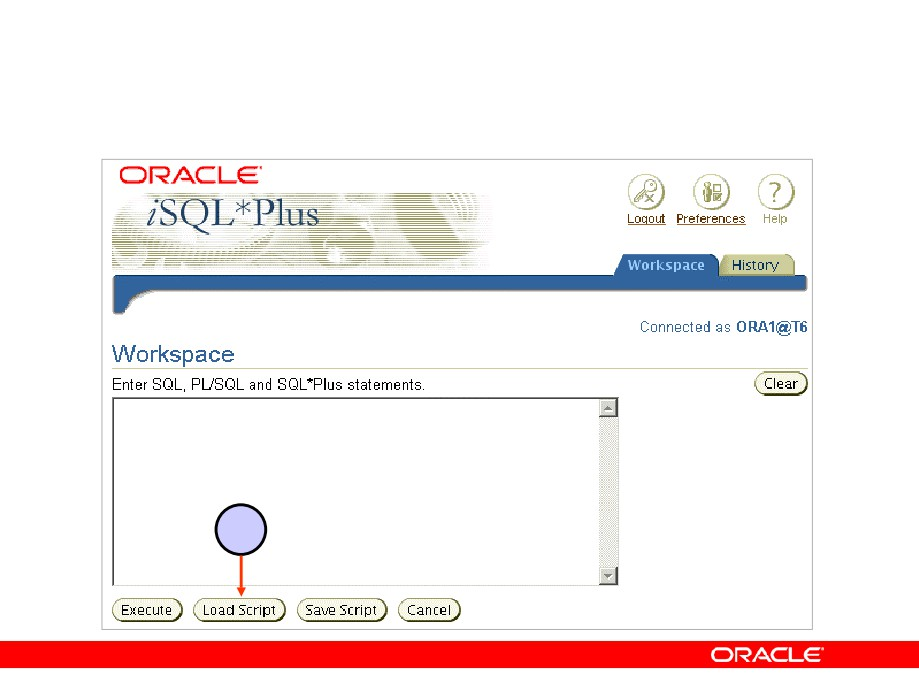 ORACLE
iSQL*Plus
Logout Preferences Help
Workspace History
Connected as ORA1@T6
Workspace
Enter SQL, PL/SQL and SQL*Plus statements.
Clear
Execute Load Script Save Script Cancel
ORACLE